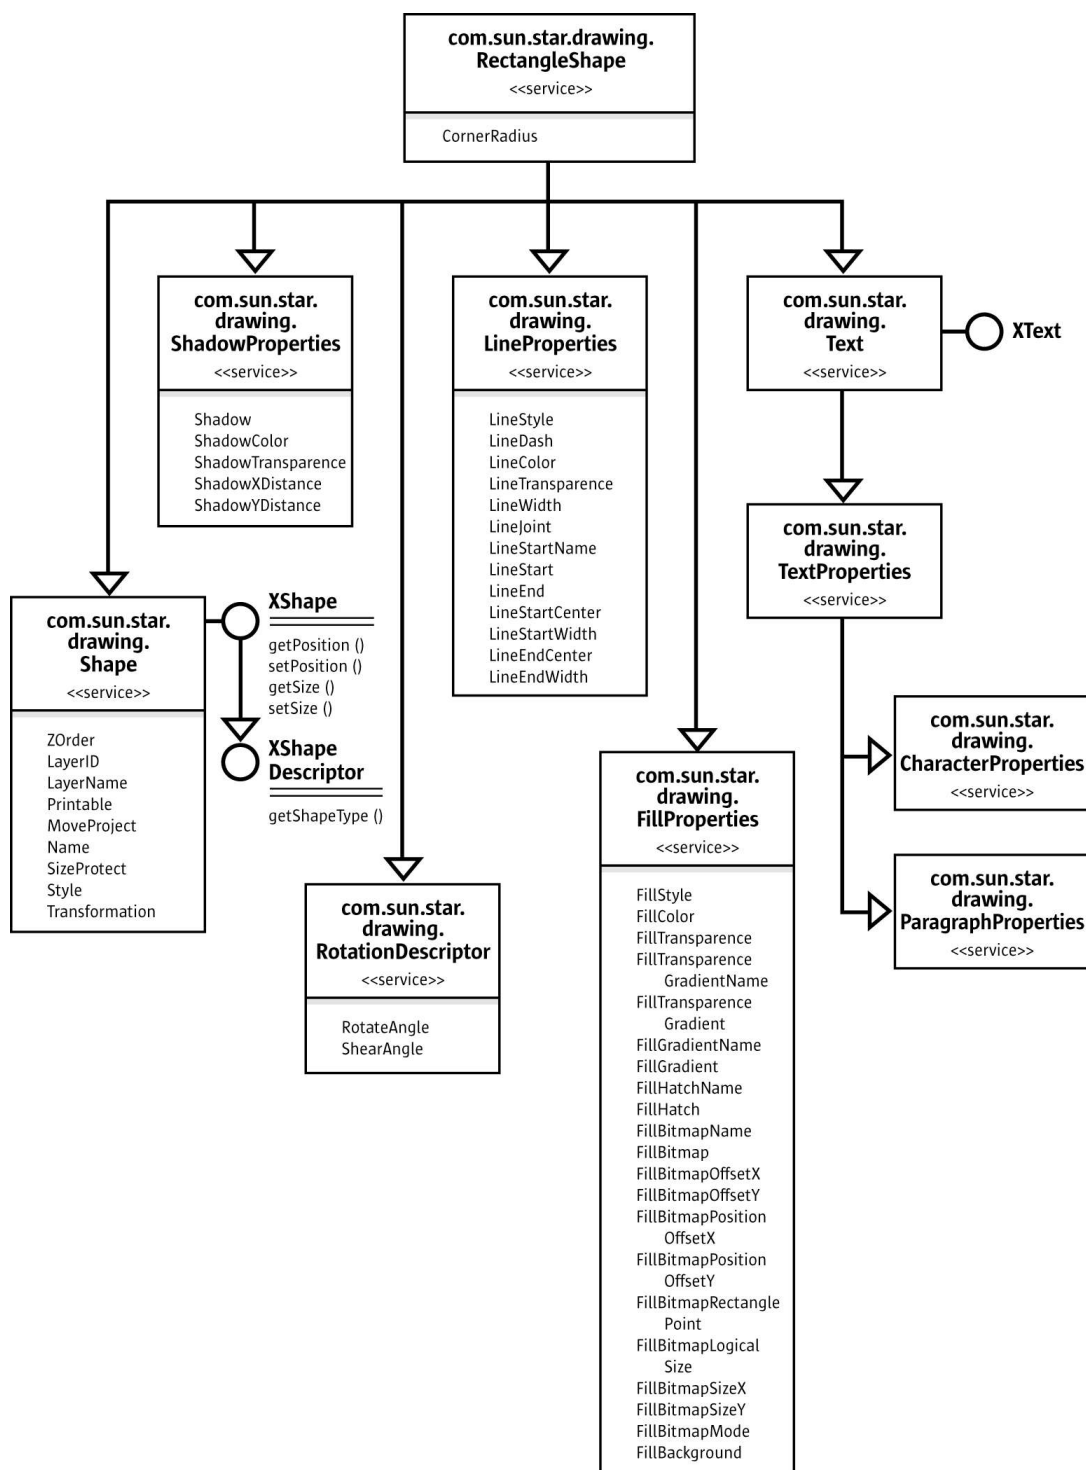 com.sun.star.drawing.
RectangleShape
<<service>>
CornerRadius
com.sun.star.
drawing.
ShadowProperties
<<service>>
Shadow
ShadowColor
ShadowTransparence
ShadowXDistance
ShadowYDistance
com.sun.star.
drawing.
LineProperties
<<service>>
LineStyle
LineDash
LineColor
LineTransparence
LineWidth
LineJoint
LineStartName
LineStart
LineEnd
LineStartCenter
LineStartWidth
LineEndCenter
LineEndWidth
com.sun.star.
drawing.
Text
<<service>>
XText
com.sun.star.
drawing.
TextProperties
<<service>>
com.sun.star.
drawing.
Shape
<<service>>
ZOrder
LayerID
LayerName
Printable
MoveProject
Name
SizeProtect
Style
Transformation
XShape
getPosition ()
setPosition ()
getSize ()
setSize ()
XShape
Descriptor
getShapeType ()
com.sun.star.
drawing.
RotationDescriptor
<<service>>
RotateAngle
ShearAngle
com.sun.star.
drawing.
FillProperties
<<service>>
FillStyle
FillColor
FillTransparence
FillTransparence
GradientName
FillTransparence
Gradient
FillGradientName
FillGradient
FillHatchName
FillHatch
FillBitmapName
FillBitmap
FillBitmapOffsetX
FillBitmapOffsetY
FillBitmapPosition
OffsetX
FillBitmapPosition
OffsetY
FillBitmapRectangle
Point
FillBitmapLogical
Size
FillBitmapSizeX
FillBitmapSizeY
FillBitmapMode
FillBackground
com.sun.star.
drawing.
CharacterProperties
<<service>>
com.sun.star.
drawing.
ParagraphProperties
<<service>>